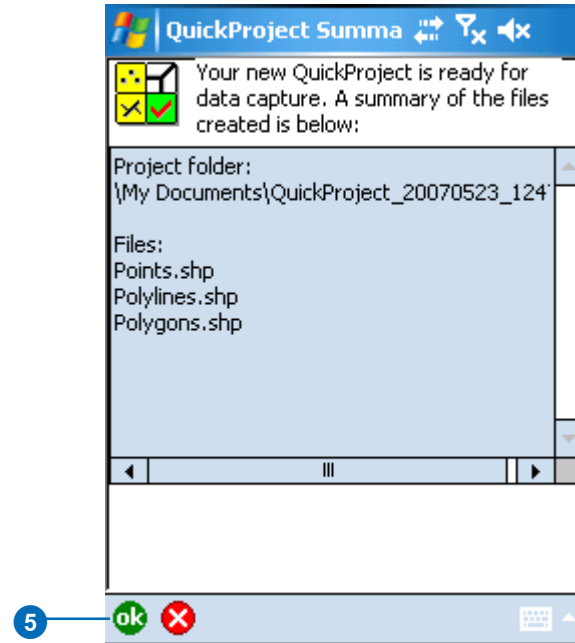 QuickProject Summa
Your new QuickProject is ready for
data capture. A summary of the files
created is below:
Project folder:
\My Documents\QuickProject_20070523_124
Files:
Points.shp
Polylines.shp
Polygons.shp
5
ok